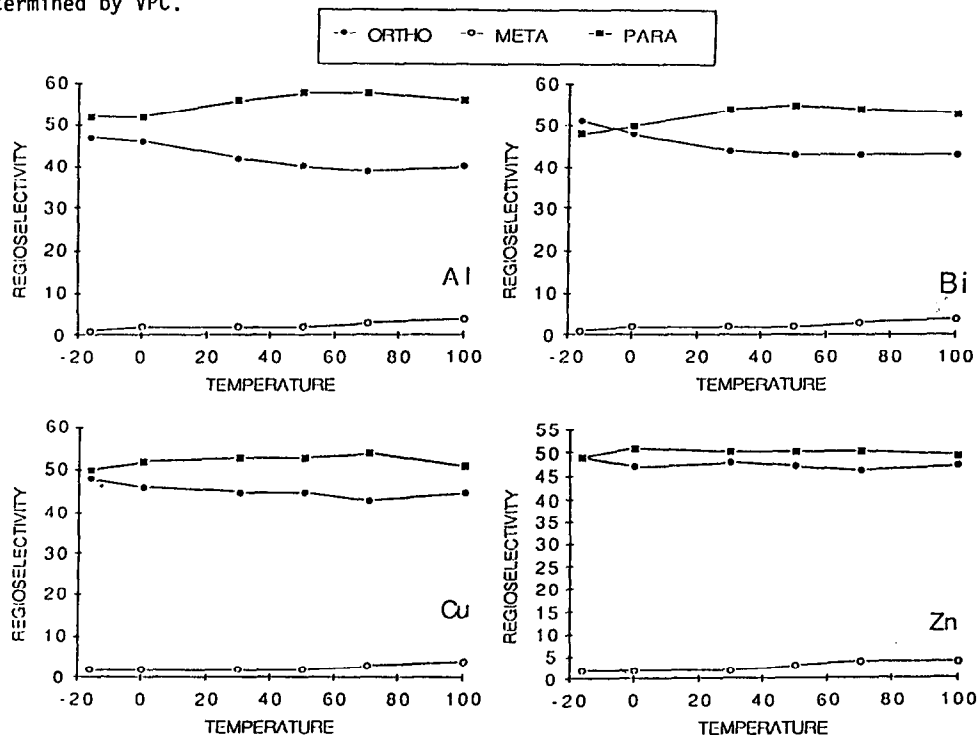 termined by VPC.
ORTHO META PARA
60
50
40
30
20
10
0
REGIOSELECTIVITY
Al
-20 0 20 40 60 80 100
TEMPERATURE
60
50
40
30
20
10
0
REGIOSELECTIVITY
Bi
-20 0 20 40 60 80 100
TEMPERATURE
60
50
40
30
20
10
0
REGIOSELECTIVITY
Cu
-20 0 20 40 60 80 100
TEMPERATURE
55
50
45
40
35
30
25
20
15
10
5
0
REGIOSELECTIVITY
Zn
-20 0 20 40 60 80 100
TEMPERATURE